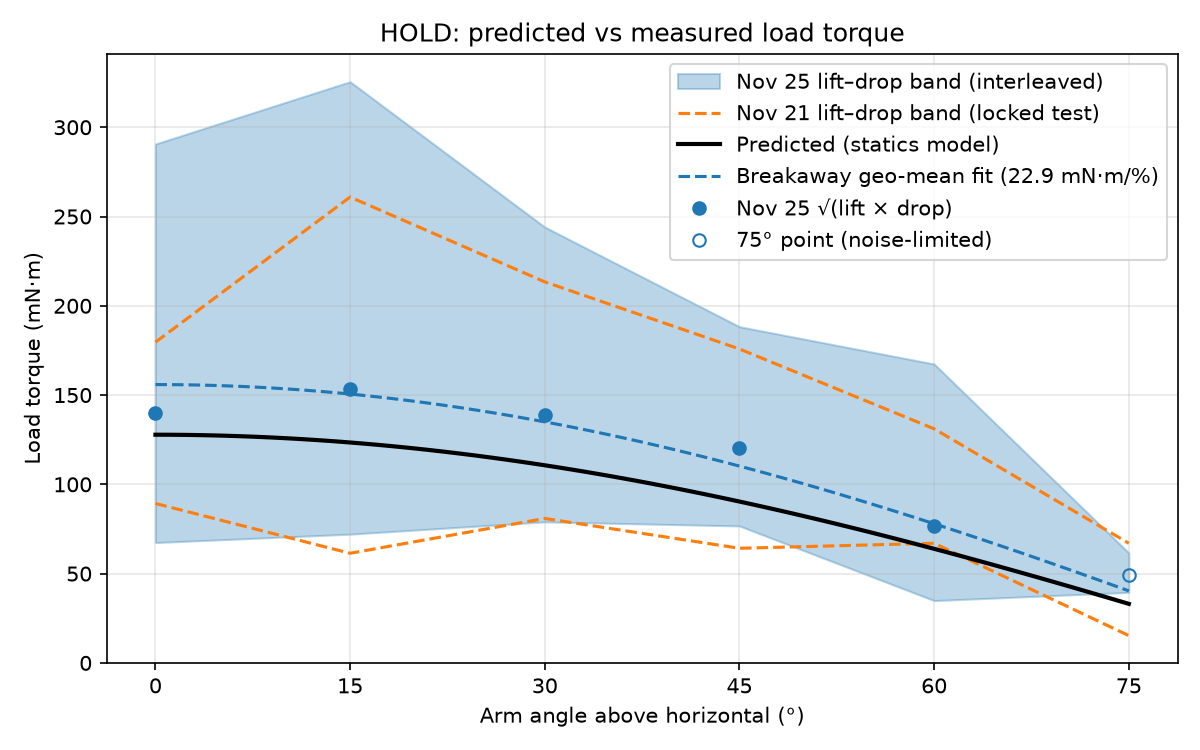 HOLD: predicted vs measured load torque
Nov 25 lift–drop band (interleaved)
Nov 21 lift–drop band (locked test)
Predicted (statics model)
Breakaway geo-mean fit (22.9 mN·m/%)
Nov 25 √(lift × drop)
75° point (noise-limited)
Load torque (mN·m)
300
250
200
150
100
50
0
0 15 30 45 60 75
Arm angle above horizontal (°)